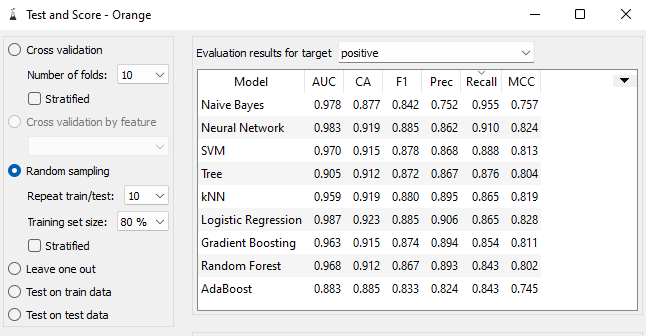 Test and Score - Orange
Cross validation
Number of folds: 10
Stratified
Cross validation by feature
Random sampling
Repeat train/test: 10
Training set size: 80 %
Stratified
Leave one out
Test on train data
Test on test data
Evaluation results for target positive
Model AUC CA F1 Prec Recall MCC
Naive Bayes 0.978 0.877 0.842 0.752 0.955 0.757
Neural Network 0.983 0.919 0.885 0.862 0.910 0.824
SVM 0.970 0.915 0.878 0.868 0.888 0.813
Tree 0.905 0.912 0.872 0.867 0.876 0.804
kNN 0.959 0.919 0.880 0.895 0.865 0.819
Logistic Regression 0.987 0.923 0.885 0.906 0.865 0.828
Gradient Boosting 0.963 0.915 0.874 0.894 0.854 0.811
Random Forest 0.968 0.912 0.867 0.893 0.843 0.802
AdaBoost 0.883 0.885 0.833 0.824 0.843 0.745